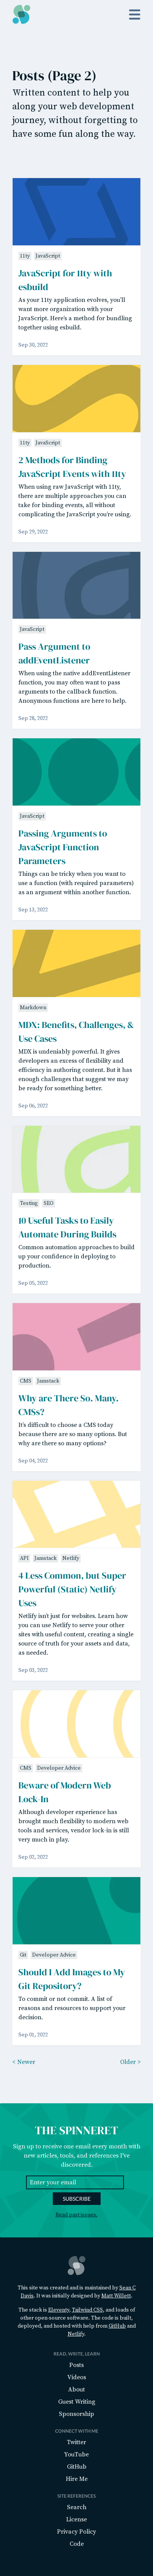 Posts (Page 2)
Written content to help you
along your web development
journey, without forgetting to
have some fun along the way.
11ty JavaScript
JavaScript for 11ty with
esbuild
As your 11ty application evolves, you'll
want more organization with your
JavaScript. Here's a method for bundling
together using esbuild.
Sep 30, 2022
11ty JavaScript
2 Methods for Binding
JavaScript Events with 11ty
When using raw JavaScript with 11ty,
there are multiple approaches you can
take for binding events, all without
complicating the JavaScript you're using.
Sep 29, 2022
JavaScript
Pass Argument to
addEventListener
When using the native addEventListener
function, you may often want to pass
arguments to the callback function.
Anonymous functions are here to help.
Sep 28, 2022
JavaScript
Passing Arguments to
JavaScript Function
Parameters
Things can be tricky when you want to
use a function (with required parameters)
as an argument within another function.
Sep 13, 2022
Markdown
MDX: Benefits, Challenges, &
Use Cases
MDX is undeniably powerful. It gives
developers an excess of flexibility and
efficiency in authoring content. But it has
enough challenges that suggest we may
be ready for something better.
Sep 06, 2022
Testing SEO
10 Useful Tasks to Easily
Automate During Builds
Common automation approaches to build
up your confidence in deploying to
production.
Sep 05, 2022
CMS Jamstack
Why are There So. Many.
CMSs?
It's difficult to choose a CMS today
because there are so many options. But
why are there so many options?
Sep 04, 2022
API Jamstack Netlify
4 Less Common, but Super
Powerful (Static) Netlify
Uses
Netlify isn't just for websites. Learn how
you can use Netlify to serve your other
sites with useful content, creating a single
source of truth for your assets and data,
as needed.
Sep 03, 2022
CMS Developer Advice
Beware of Modern Web
Lock-In
Although developer experience has
brought much flexibility to modern web
tools and services, vendor lock-in is still
very much in play.
Sep 02, 2022
Git Developer Advice
Should I Add Images to My
Git Repository?
To commit or not commit. A list of
reasons and resources to support your
decision.
Sep 01, 2022
< Newer Older >
THE SPINNERET
Sign up to receive one email every month with
new articles, tutorials, and links I've
discovered.
Enter your email
SUBSCRIBE
Read past issues.
This site was created and is maintained by Sean C
Davis. It was initially designed by Matt Willett.
The stack is Eleventy, Tailwind CSS, and loads of
other open source software. The code is built,
deployed, and hosted with help from GitHub and
Netlify.
READ, WRITE, LEARN
Posts
Videos
About
Guest Writing
Sponsorship
CONNECT WITH ME
Twitter
YouTube
GitHub
Hire Me
SITE REFERENCES
Search
License
Privacy Policy
Code